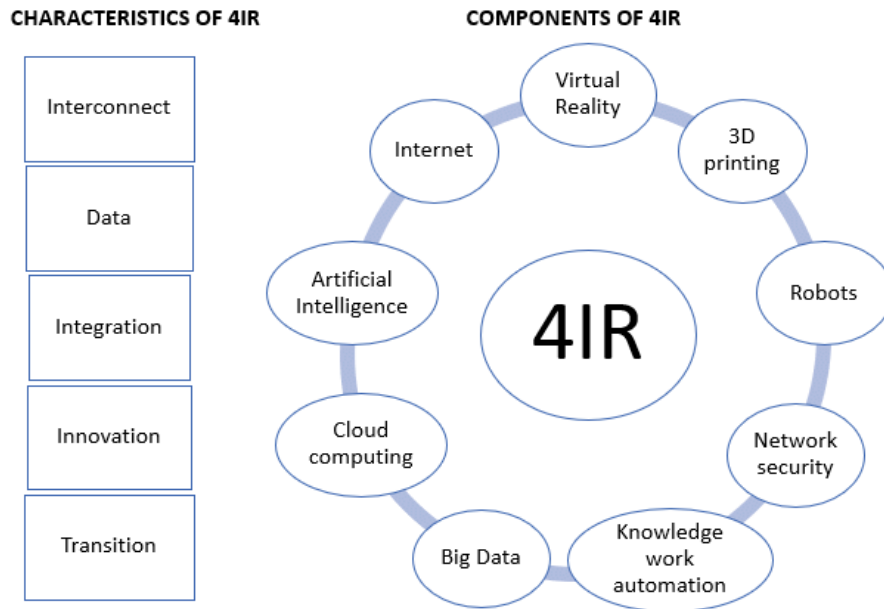 CHARACTERISTICS OF 4IR
Interconnect
Data
Integration
Innovation
Transition
COMPONENTS OF 4IR
Virtual
Reality
3D
printing
Robots
Network
security
Knowledge
work
automation
Big Data
Cloud
computing
Artificial
Intelligence
Internet
4IR